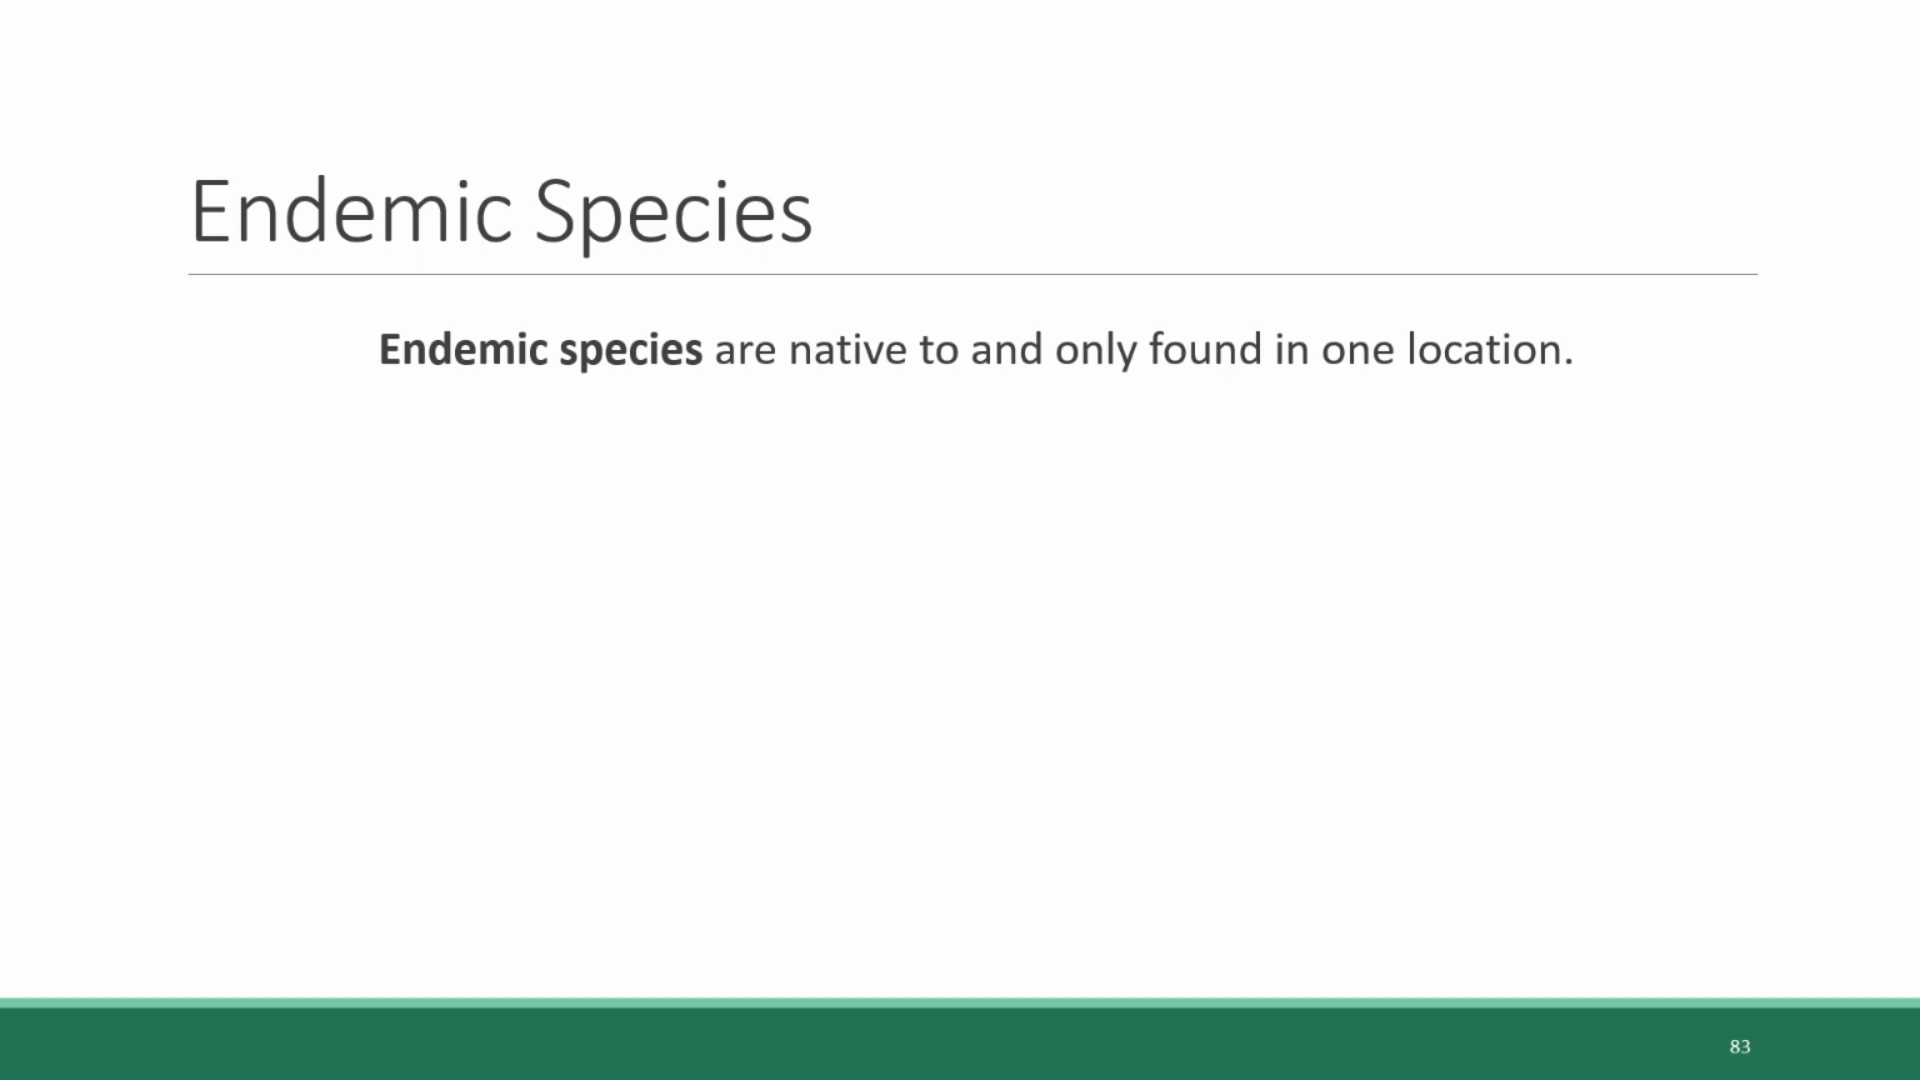 Endemic Species
Endemic species are native to and only found in one location.
83